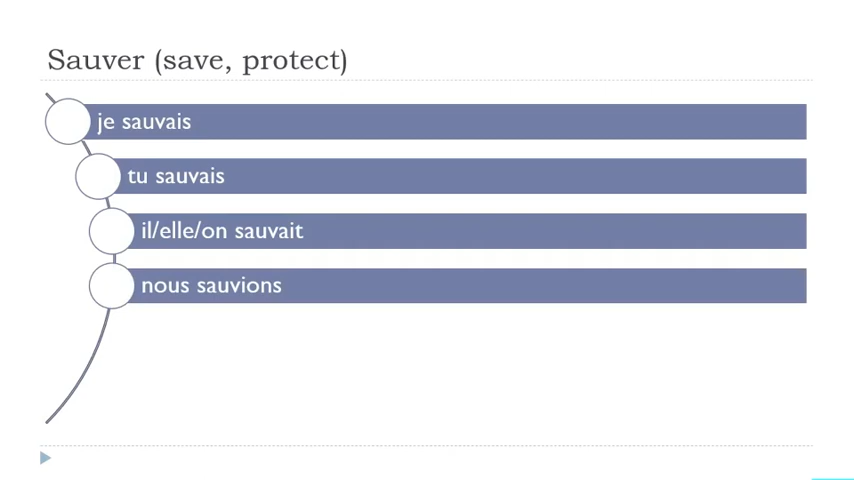 Sauver (save, protect)
je sauvais
tu sauvais
il/elle/on sauvait
nous sauvions